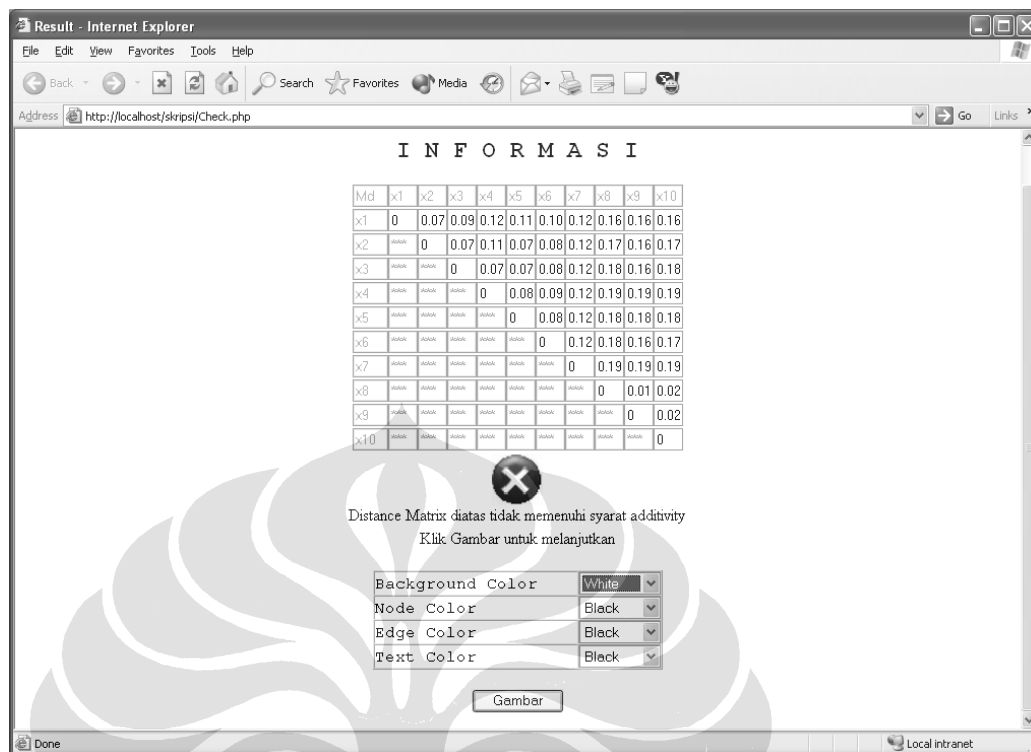 Result - Internet Explorer
File Edit View Favorites Tools Help
Back Search Favorites Media
Address http://localhost/skripsi/Check.php Go Links
I N F O R M A S I
Md x1 x2 x3 x4 x5 x6 x7 x8 x9 x10
x1 0 0.07 0.09 0.12 0.11 0.10 0.12 0.16 0.16 0.16
x2 *** 0 0.07 0.11 0.07 0.08 0.12 0.17 0.16 0.17
x3 *** *** 0 0.07 0.07 0.08 0.12 0.18 0.16 0.18
x4 *** *** *** 0 0.08 0.09 0.12 0.19 0.19 0.19
x5 *** *** *** *** 0 0.08 0.12 0.18 0.18 0.18
x6 *** *** *** *** *** 0 0.12 0.18 0.16 0.17
x7 *** *** *** *** *** *** 0 0.19 0.19 0.19
x8 *** *** *** *** *** *** *** 0 0.01 0.02
x9 *** *** *** *** *** *** *** *** 0 0.02
x10 *** *** *** *** *** *** *** *** *** 0
Distance Matrix diatas tidak memenuhi syarat additivity
Klik Gambar untuk melanjutkan
Background Color White
Node Color Black
Edge Color Black
Text Color Black
Gambar
Done Local intranet